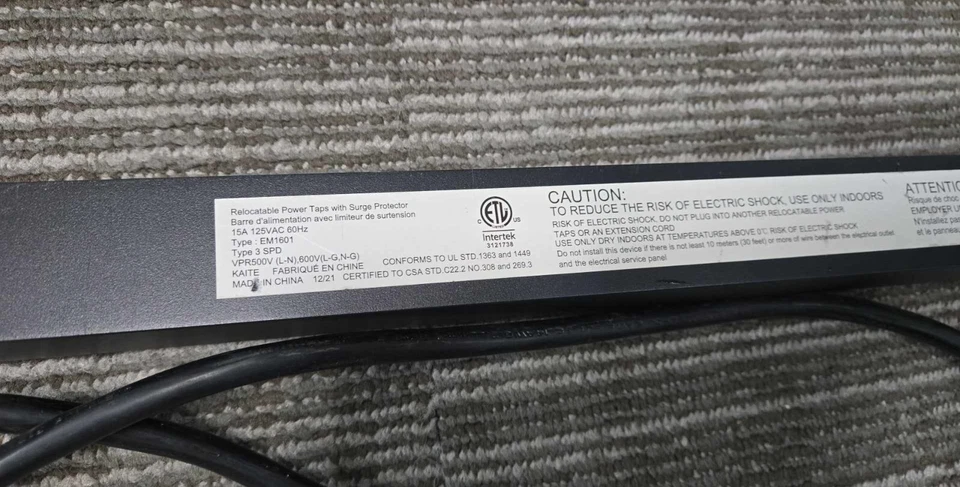 Relocatable Power Taps with Surge Protector
Barre d'alimentation avec limiteur de surtension
15A 125VAC 60Hz
Type : EM1601
Type 3 SPD
VPR500V (L-N),600V(L-G,N-G)
KAITE FABRIQUÉ EN CHINE
MADE IN CHINA 12/21
CONFORMS TO UL STD.1363 and 1449
CERTIFIED TO CSA STD.C22.2 NO.308 and 269.3
C ETL US
Intertek
3121738
CAUTION:
TO REDUCE THE RISK OF ELECTRIC SHOCK, USE ONLY INDOORS
RISK OF ELECTRIC SHOCK. DO NOT PLUG INTO ANOTHER RELOCATABLE POWER
TAPS OR AN EXTENSION CORD
USE ONLY DRY INDOORS AT TEMPERATURES ABOVE 0℃ RISK OF ELECTRIC SHOCK
Do not install this device if there is not least 10 meters (30 feet) or more of wire between the electrical outlet
and the electrical service panel
ATTENTI
Risque de choc
EMPLOYER U
N'installez pas
et le pannea